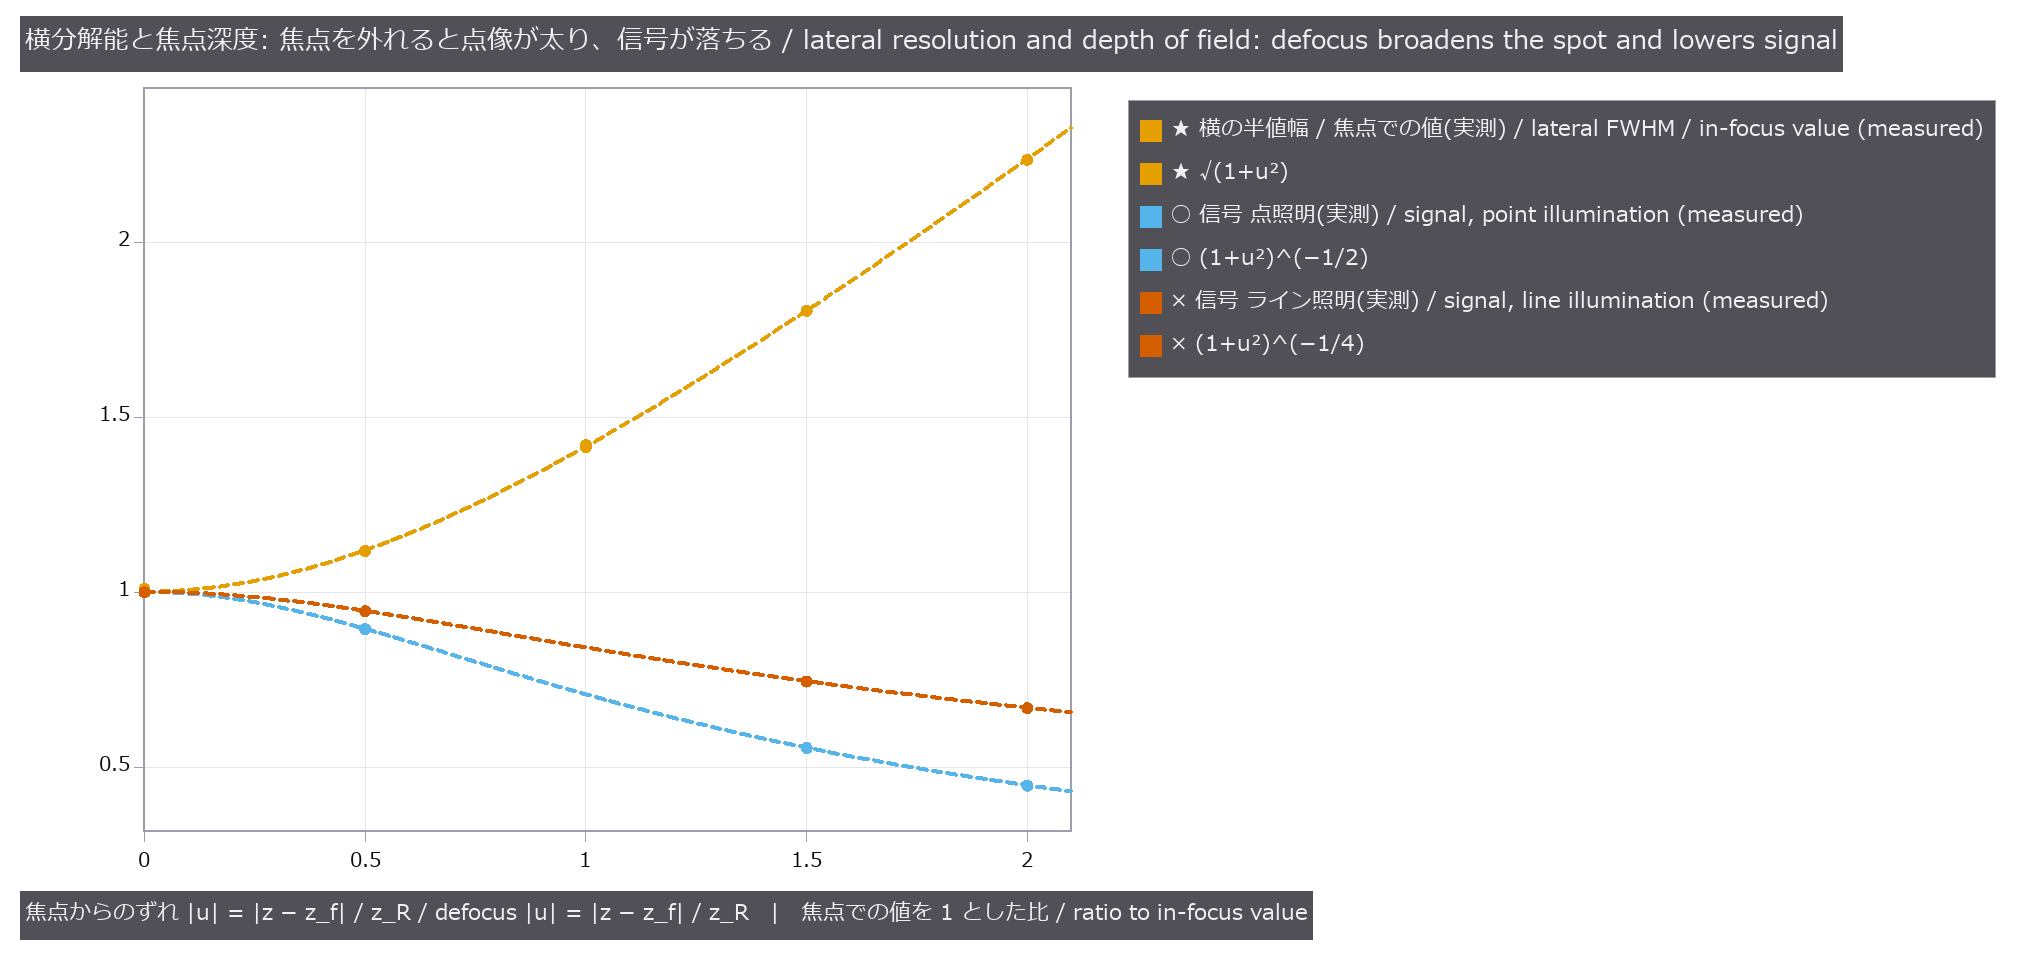 横分解能と焦点深度: 焦点を外れると点像が太り、信号が落ちる / lateral resolution and depth of field: defocus broadens the spot and lowers signal
★ 横の半値幅 / 焦点での値(実測) / lateral FWHM / in-focus value (measured)
★ √(1+u²)
○ 信号 点照明(実測) / signal, point illumination (measured)
○ (1+u²)^(−1/2)
× 信号 ライン照明(実測) / signal, line illumination (measured)
× (1+u²)^(−1/4)
2
1.5
1
0.5
0 0.5 1 1.5 2
焦点からのずれ |u| = |z − z_f| / z_R / defocus |u| = |z − z_f| / z_R | 焦点での値を 1 とした比 / ratio to in-focus value